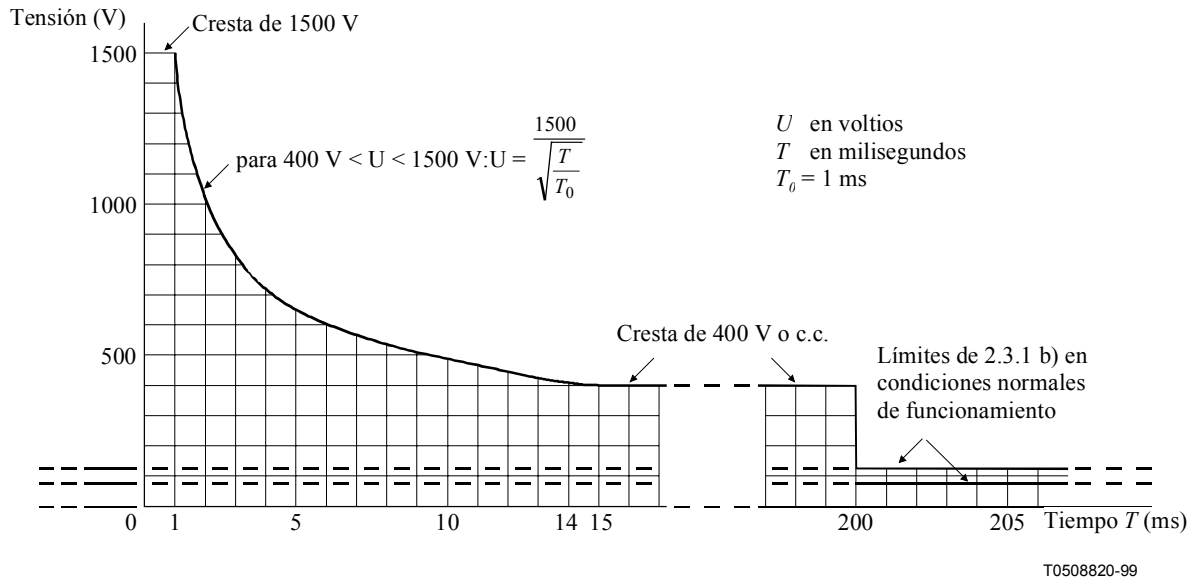 Tensión (V)
Cresta de 1500 V
1500
para 400 V < U < 1500 V:U = 1500 / √(T / T₀)
U en voltios
T en milisegundos
T₀ = 1 ms
1000
500
Cresta de 400 V o c.c.
Límites de 2.3.1 b) en
condiciones normales
de funcionamiento
0 1 5 10 14 15 200 205 Tiempo T (ms)
T0508820-99